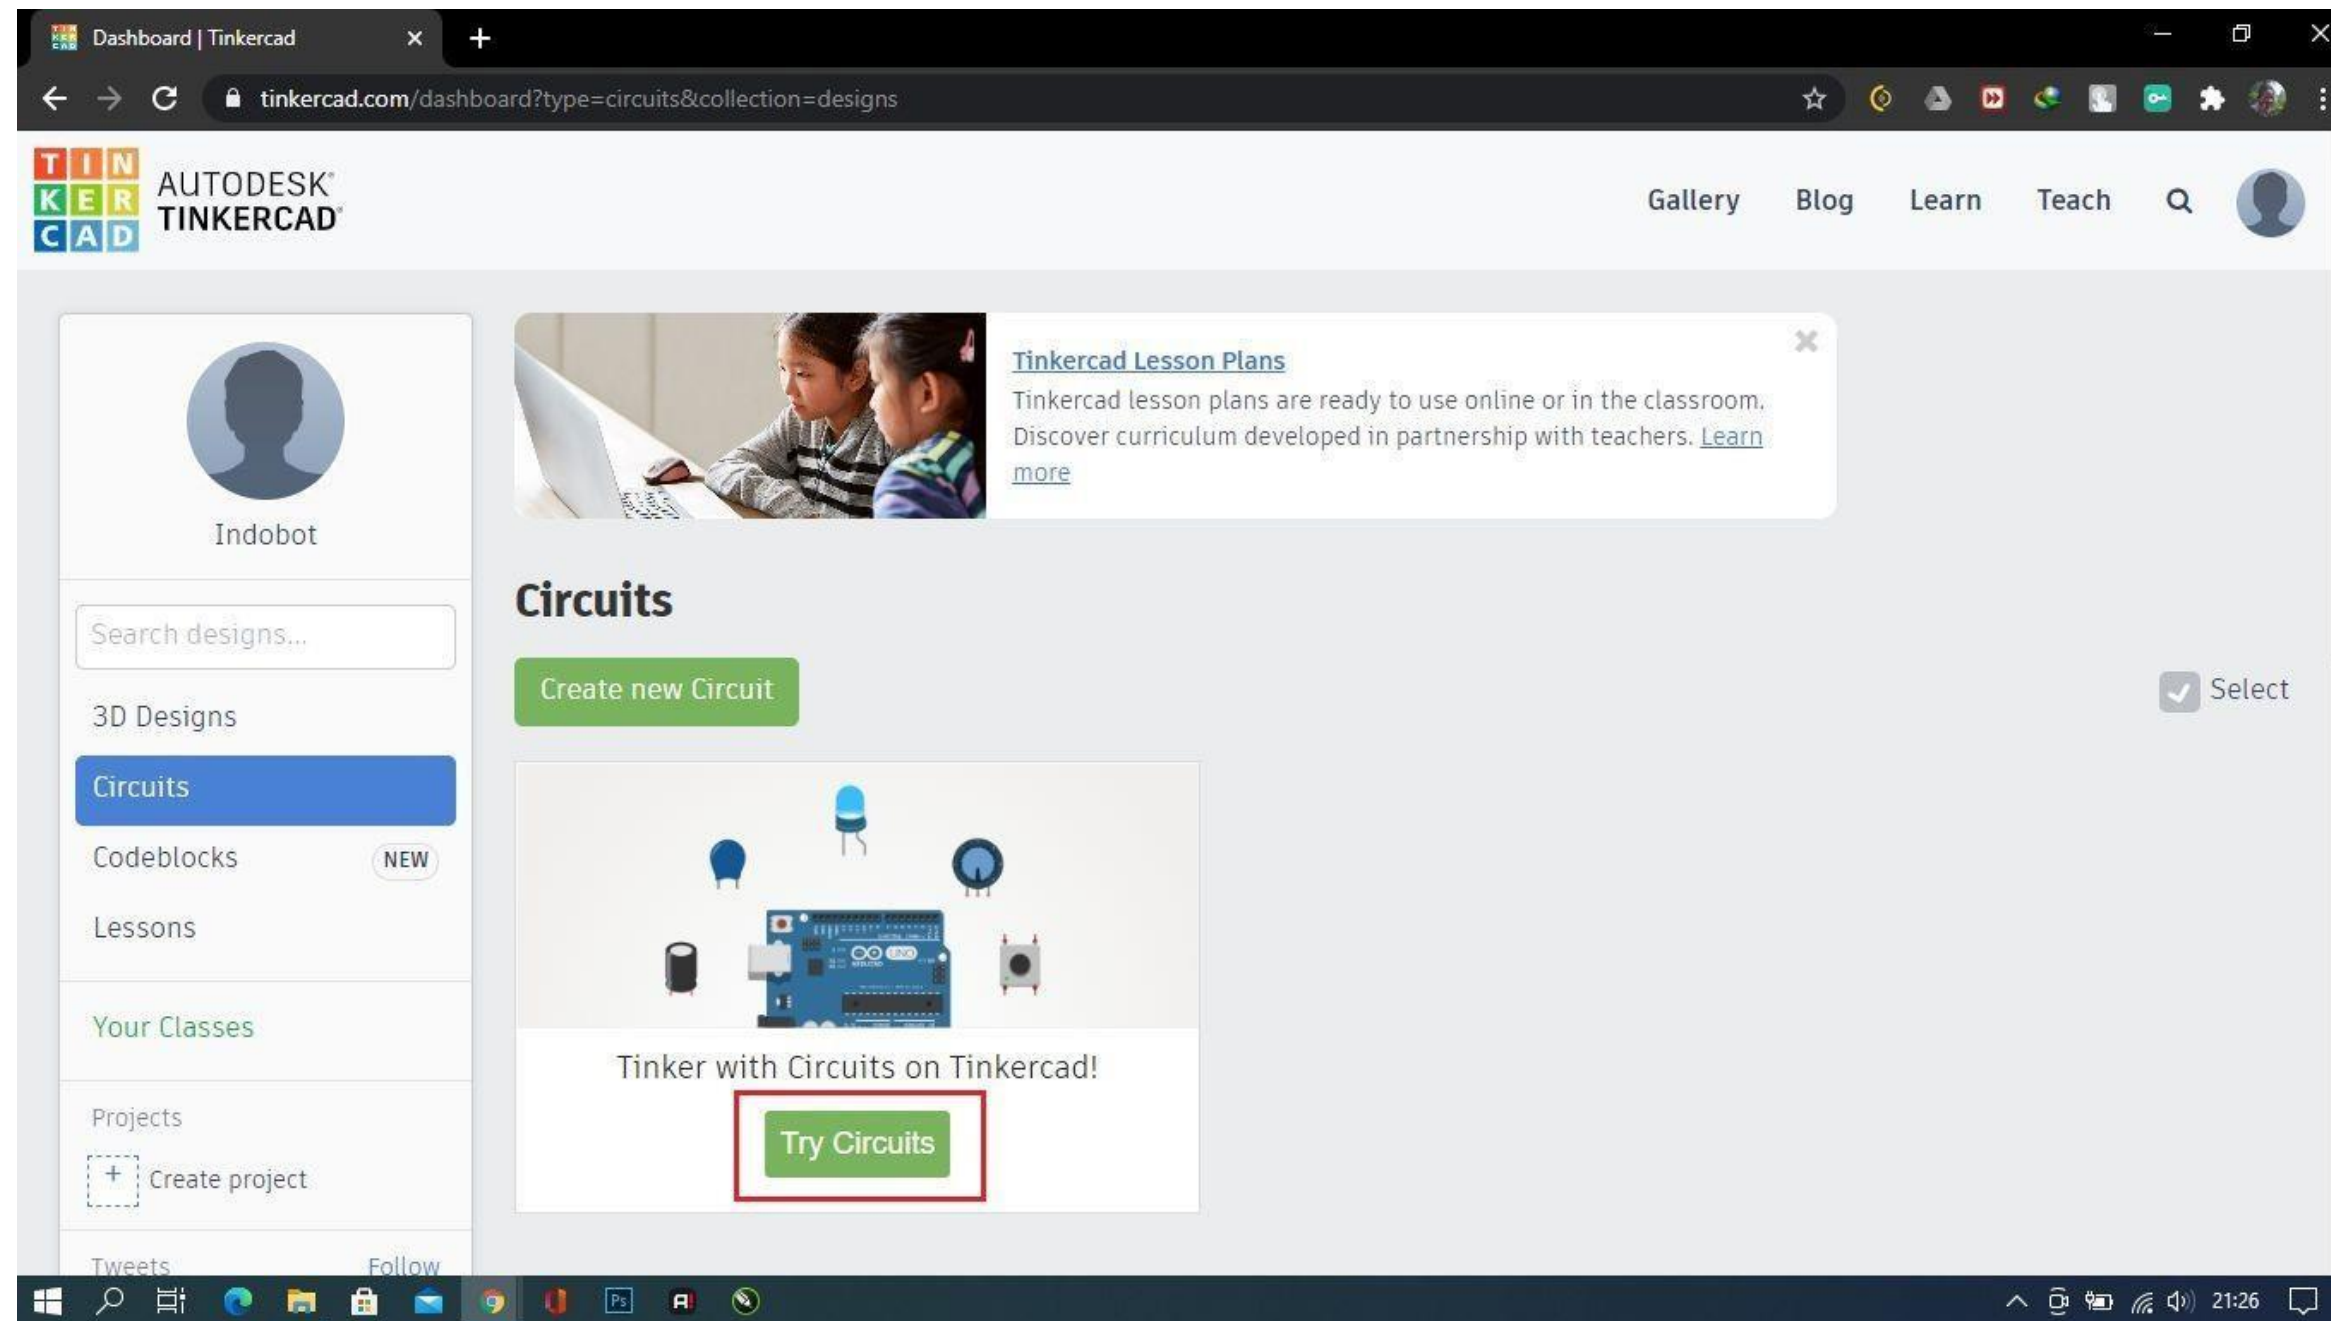 Dashboard | Tinkercad
tinkercad.com/dashboard?type=circuits&collection=designs
TIN
KER
CAD
AUTODESK®
TINKERCAD®
Gallery Blog Learn Teach
Tinkercad Lesson Plans
Tinkercad lesson plans are ready to use online or in the classroom.
Discover curriculum developed in partnership with teachers. Learn
more
Indobot
Search designs...
3D Designs
Circuits
Codeblocks NEW
Lessons
Your Classes
Projects
+ Create project
Tweets Follow
Circuits
Create new Circuit
Select
UNO
Tinker with Circuits on Tinkercad!
Try Circuits
Ps
21:26